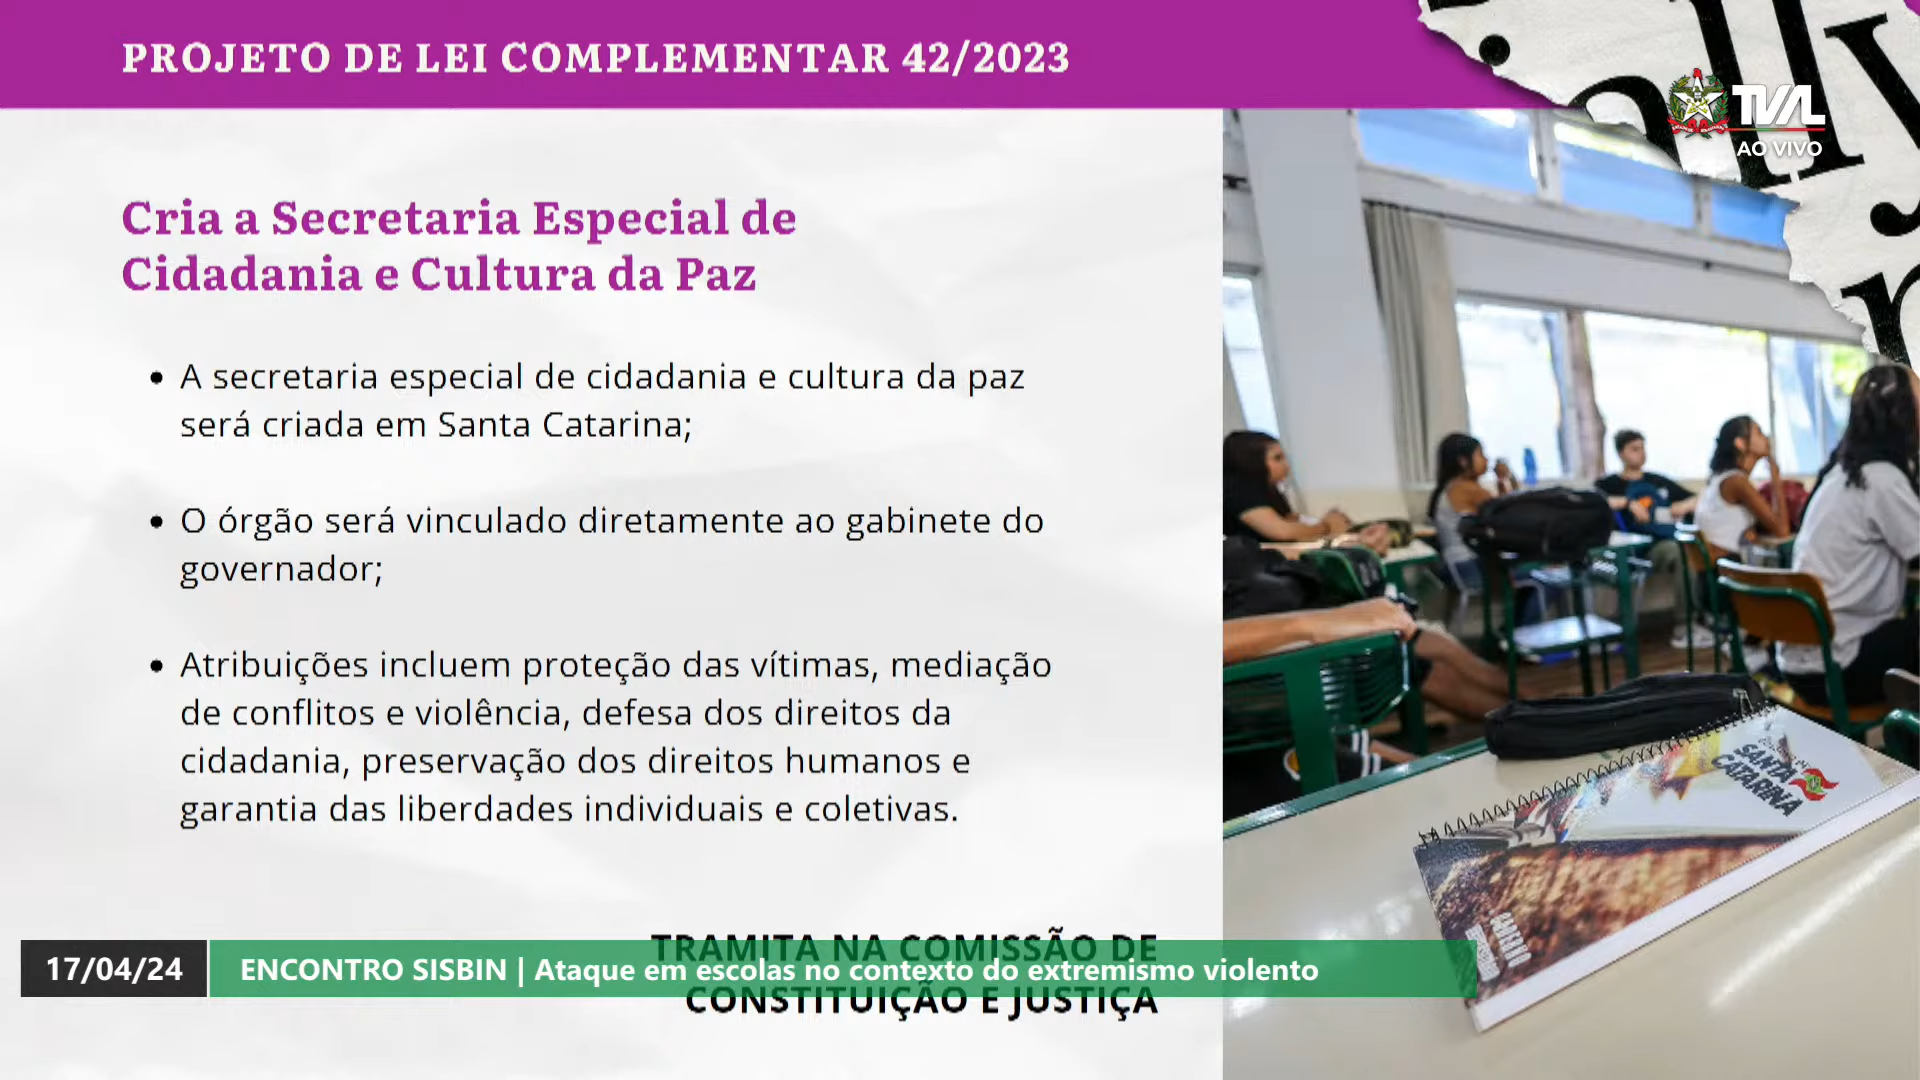 PROJETO DE LEI COMPLEMENTAR 42/2023
TVAL
AO VIVO
Cria a Secretaria Especial de
Cidadania e Cultura da Paz
• A secretaria especial de cidadania e cultura da paz
será criada em Santa Catarina;
• O órgão será vinculado diretamente ao gabinete do
governador;
• Atribuições incluem proteção das vítimas, mediação
de conflitos e violência, defesa dos direitos da
cidadania, preservação dos direitos humanos e
garantia das liberdades individuais e coletivas.
SANTA
CATARINA
TRAMITA NA COMISSÃO DE
17/04/24
ENCONTRO SISBIN | Ataque em escolas no contexto do extremismo violento
CONSTITUIÇÃO E JUSTIÇA